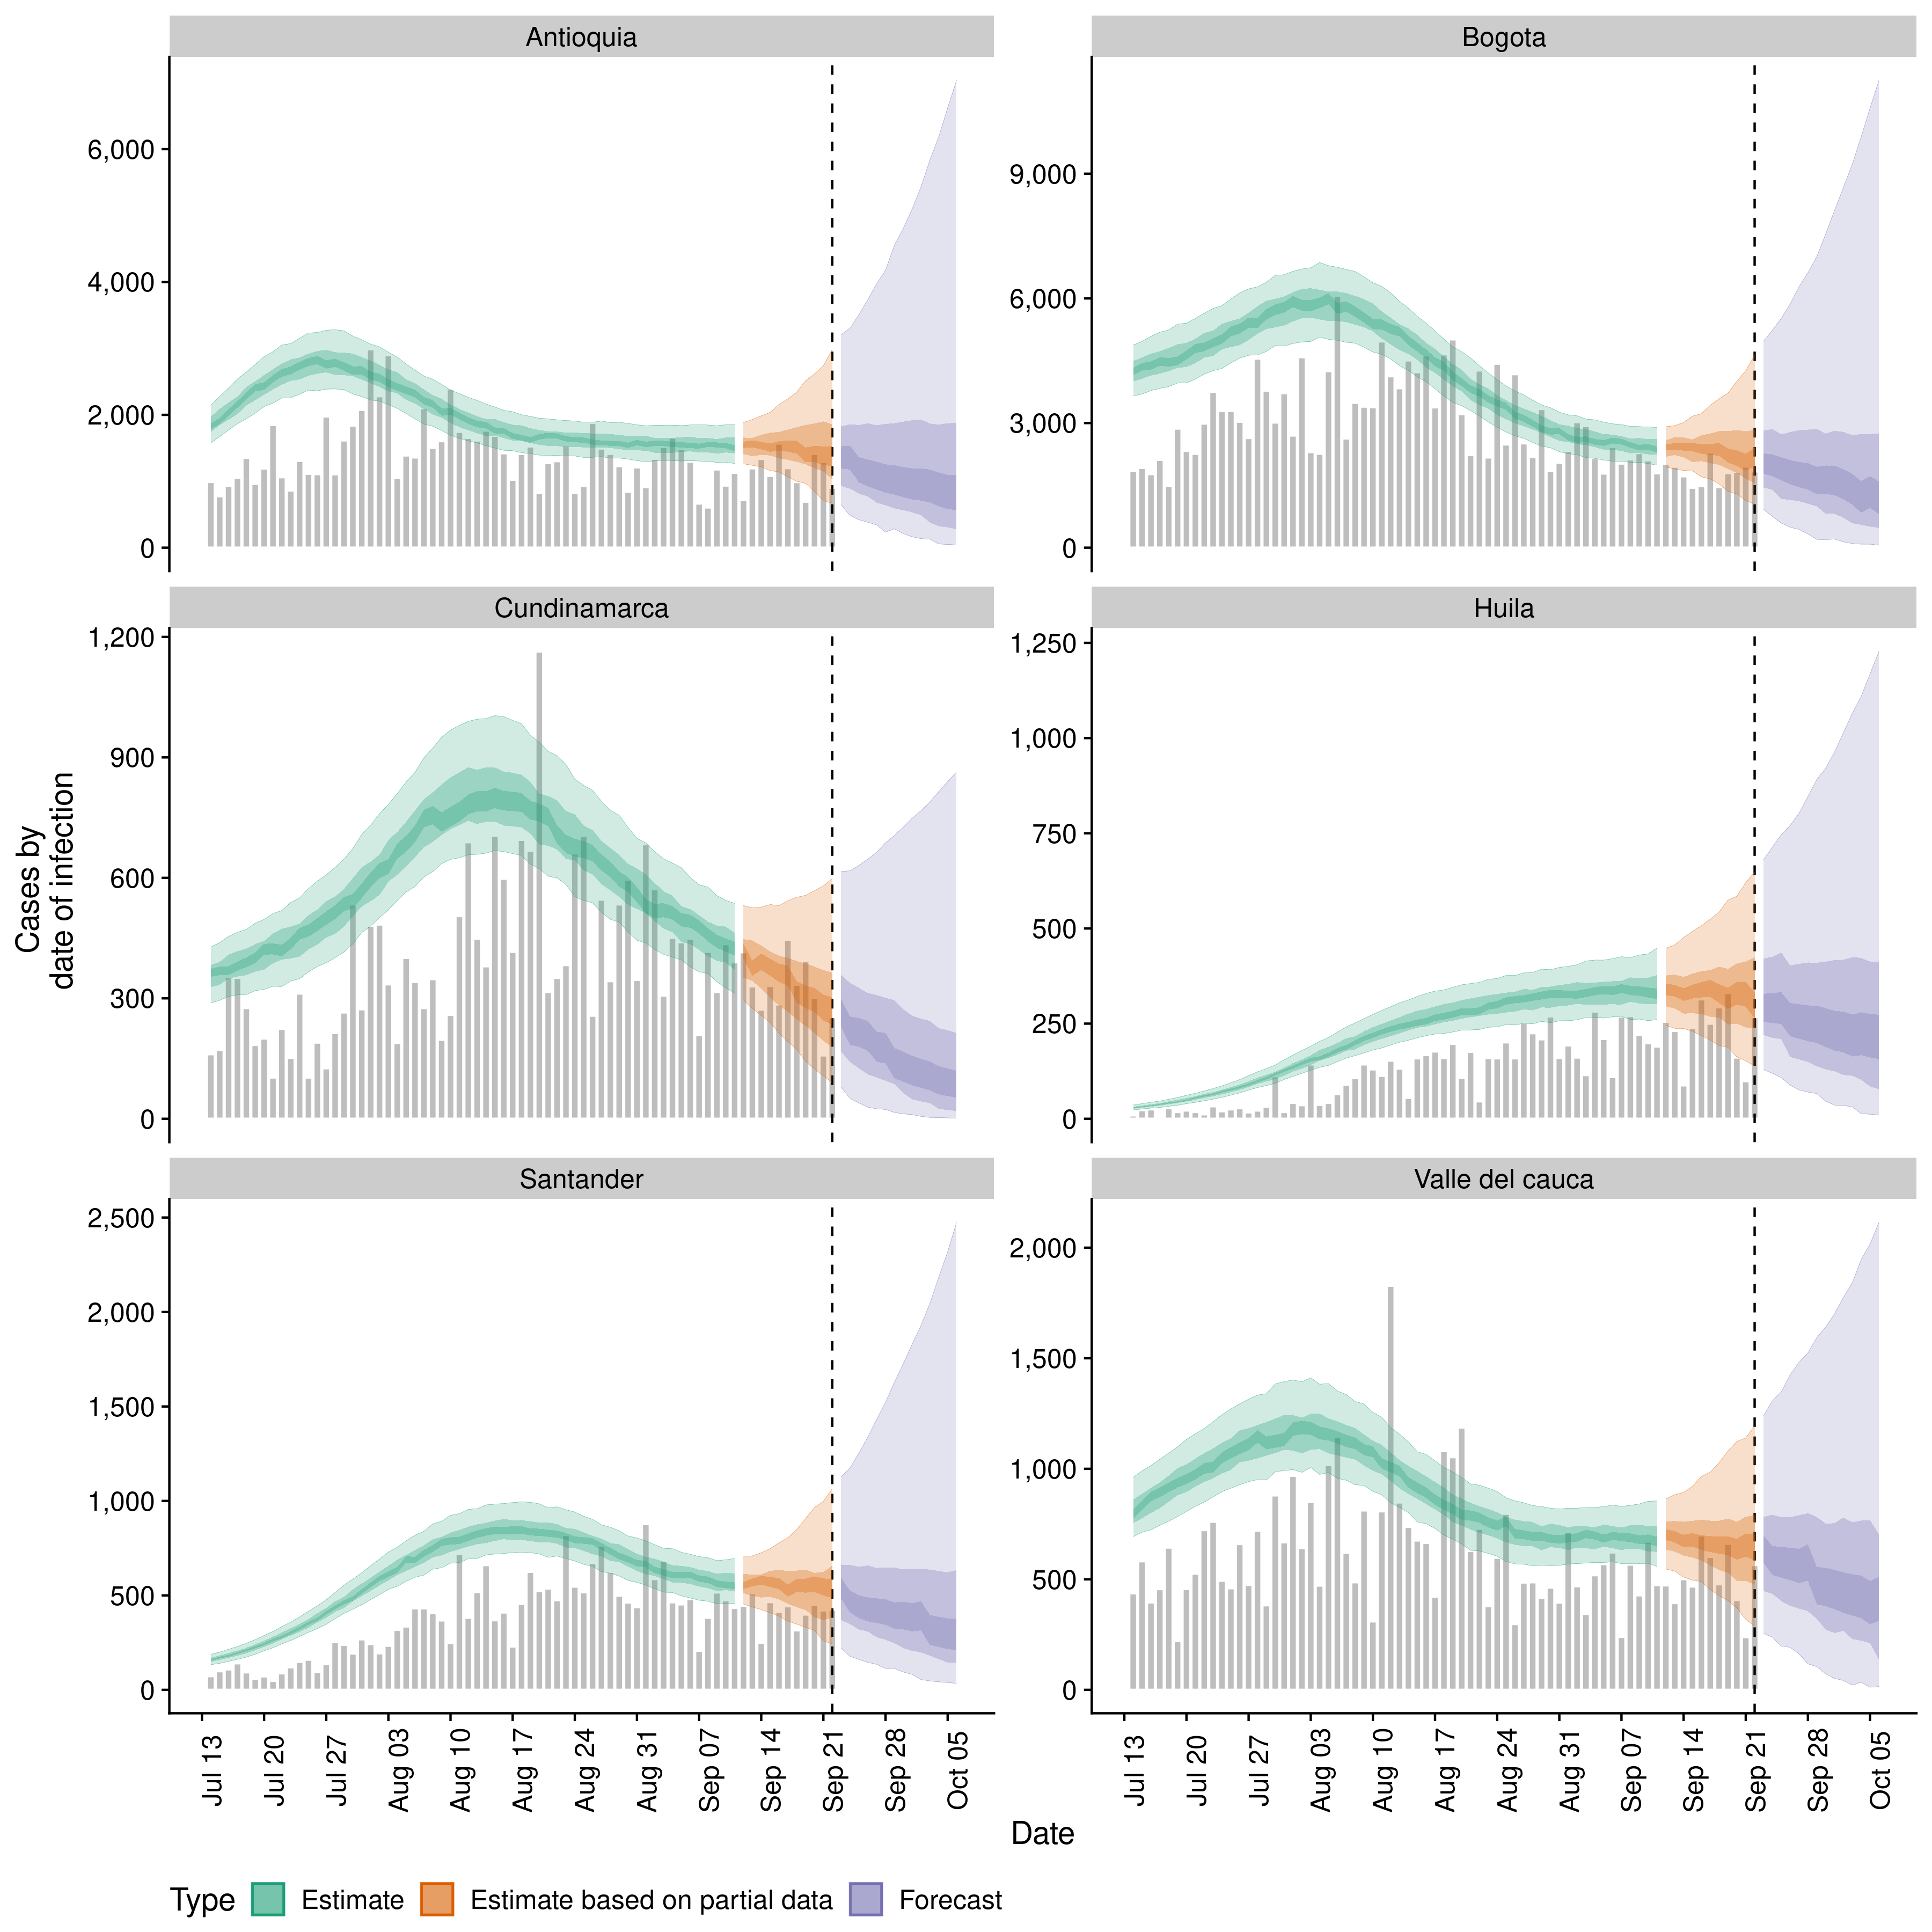 Antioquia
Bogota
6,000
4,000
2,000
0
9,000
6,000
3,000
0
Cundinamarca
Huila
1,200
900
600
300
0
1,250
1,000
750
500
250
0
Santander
Valle del cauca
2,500
2,000
1,500
1,000
500
0
2,000
1,500
1,000
500
0
Cases by
date of infection
Jul 13
Jul 20
Jul 27
Aug 03
Aug 10
Aug 17
Aug 24
Aug 31
Sep 07
Sep 14
Sep 21
Sep 28
Oct 05
Jul 13
Jul 20
Jul 27
Aug 03
Aug 10
Aug 17
Aug 24
Aug 31
Sep 07
Sep 14
Sep 21
Sep 28
Oct 05
Date
Type Estimate Estimate based on partial data Forecast